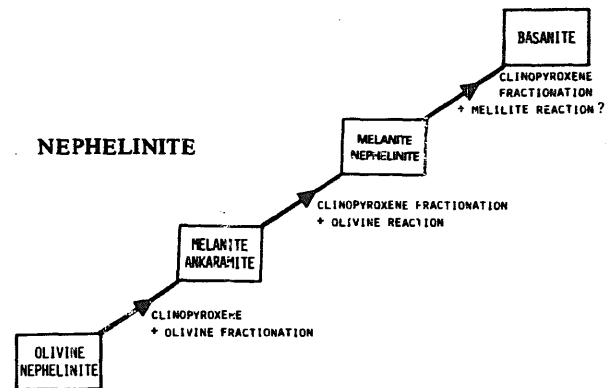 BASANITE
CLINOPYROXENE
FRACTIONATION
+ MELILITE REACTION?
NEPHELINITE
MELANITE
NEPHELINITE
CLINOPYROXENE FRACTIONATION
+ OLIVINE REACTION
MELANITE
ANKARAMITE
CLINOPYROXENE
+ OLIVINE FRACTIONATION
OLIVINE
NEPHELINITE